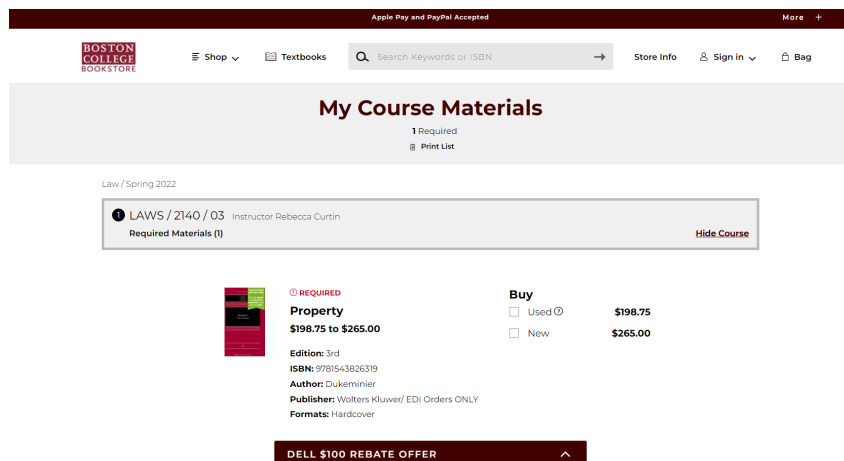 Apple Pay and PayPal Accepted
More +
BOSTON
COLLEGE
BOOKSTORE
Shop
Textbooks
Search Keywords or ISBN
Store Info
Sign in
Bag
My Course Materials
1 Required
Print List
Law / Spring 2022
1 LAWS / 2140 / 03 Instructor Rebecca Curtin
Required Materials (1)
Hide Course
REQUIRED
Property
$198.75 to $265.00
Edition: 3rd
ISBN: 9781543826319
Author: Dukeminier
Publisher: Wolters Kluwer/ EDI Orders ONLY
Formats: Hardcover
Buy
Used ? $198.75
New $265.00
DELL $100 REBATE OFFER